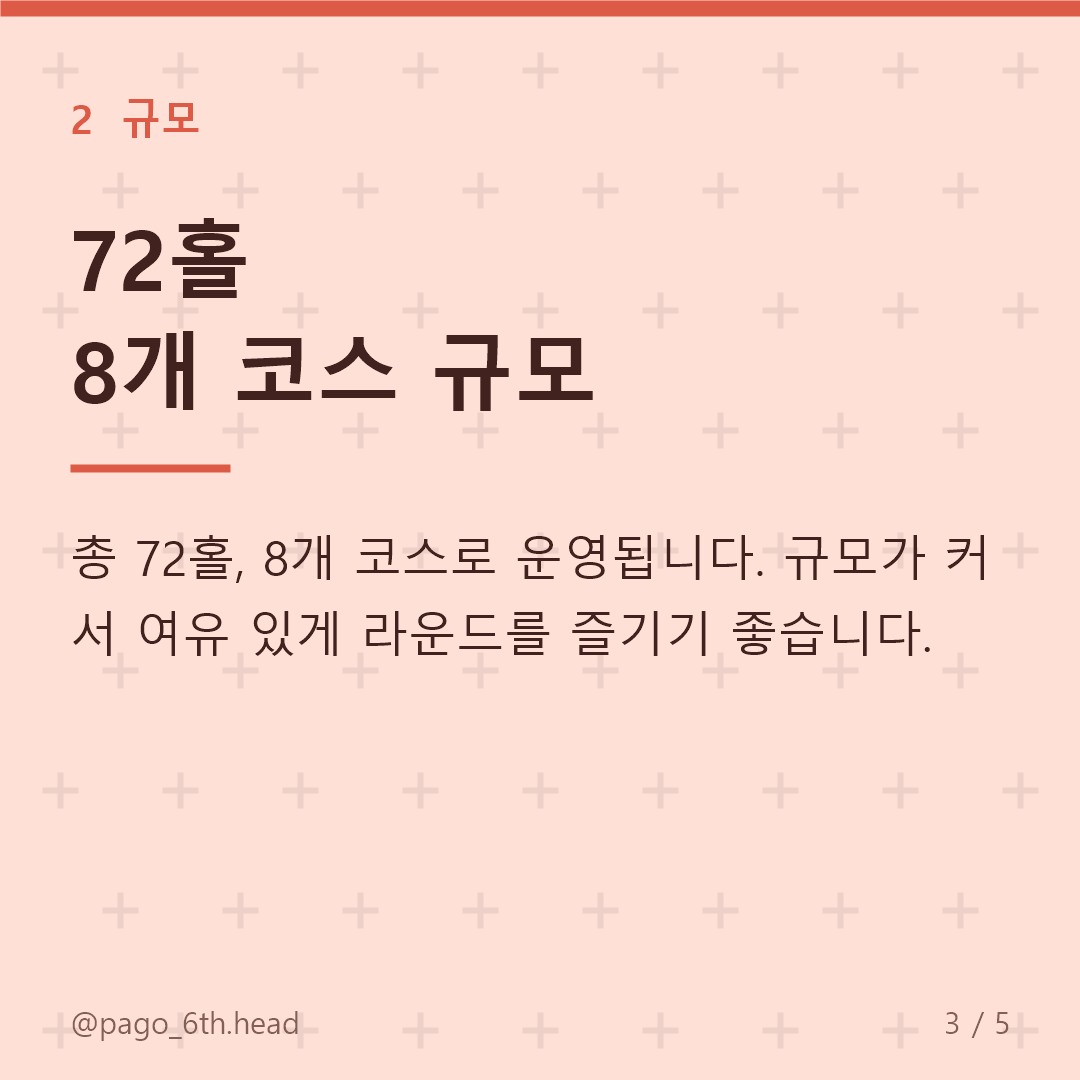 2 규모
72홀
8개 코스 규모
총 72홀, 8개 코스로 운영됩니다. 규모가 커
서 여유 있게 라운드를 즐기기 좋습니다.
@pago_6th.head
3 / 5